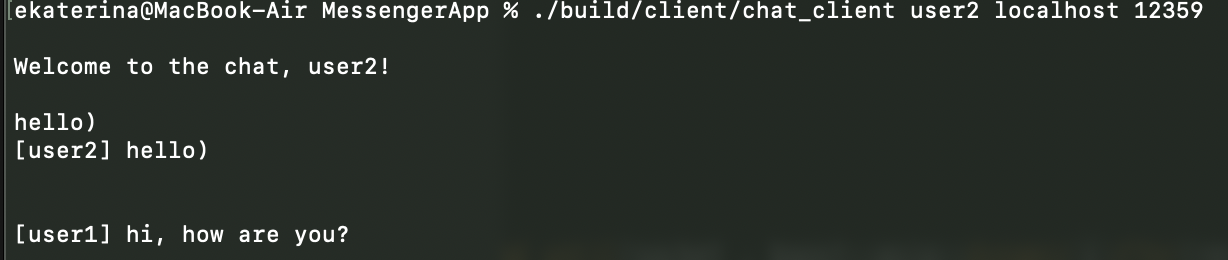 [ekaterina@MacBook-Air MessengerApp % ./build/client/chat_client user2 localhost 12359
Welcome to the chat, user2!
hello)
[user2] hello)
[user1] hi, how are you?